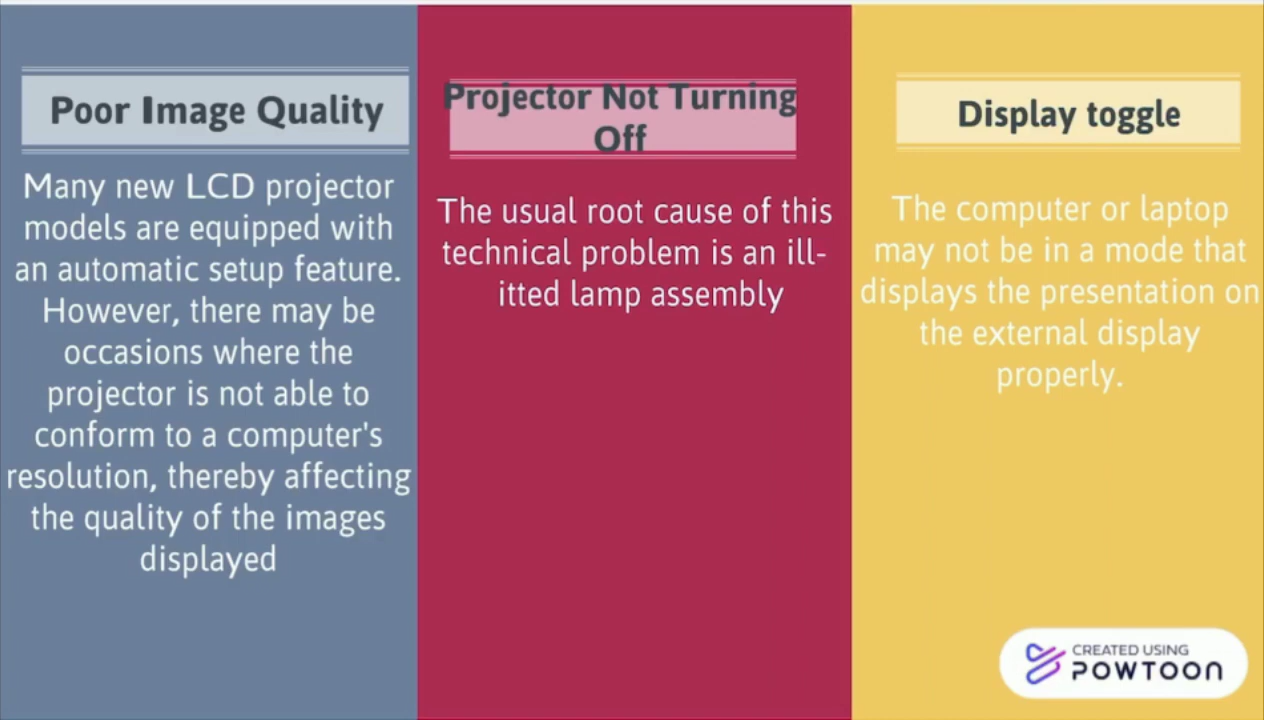 Poor Image Quality
Many new LCD projector
models are equipped with
an automatic setup feature.
However, there may be
occasions where the
projector is not able to
conform to a computer's
resolution, thereby affecting
the quality of the images
displayed
Projector Not Turning
Off
The usual root cause of this
technical problem is an ill-
itted lamp assembly
Display toggle
The computer or laptop
may not be in a mode that
displays the presentation on
the external display
properly.
CREATED USING
POWTOON